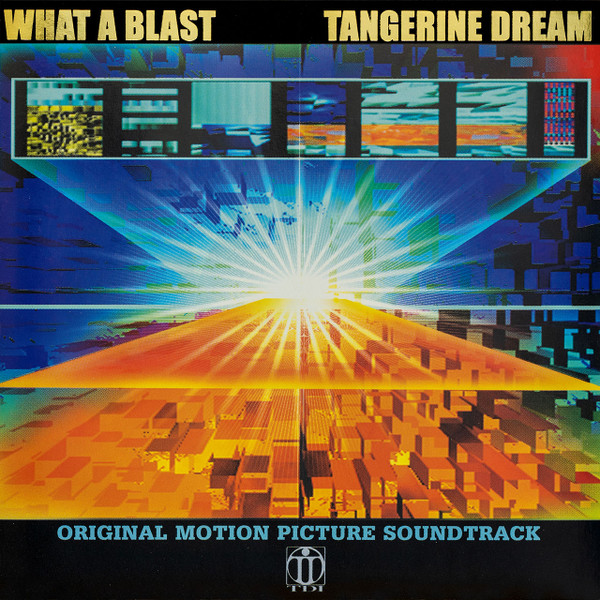 WHAT A BLAST TANGERINE DREAM
ORIGINAL MOTION PICTURE SOUNDTRACK
TDI